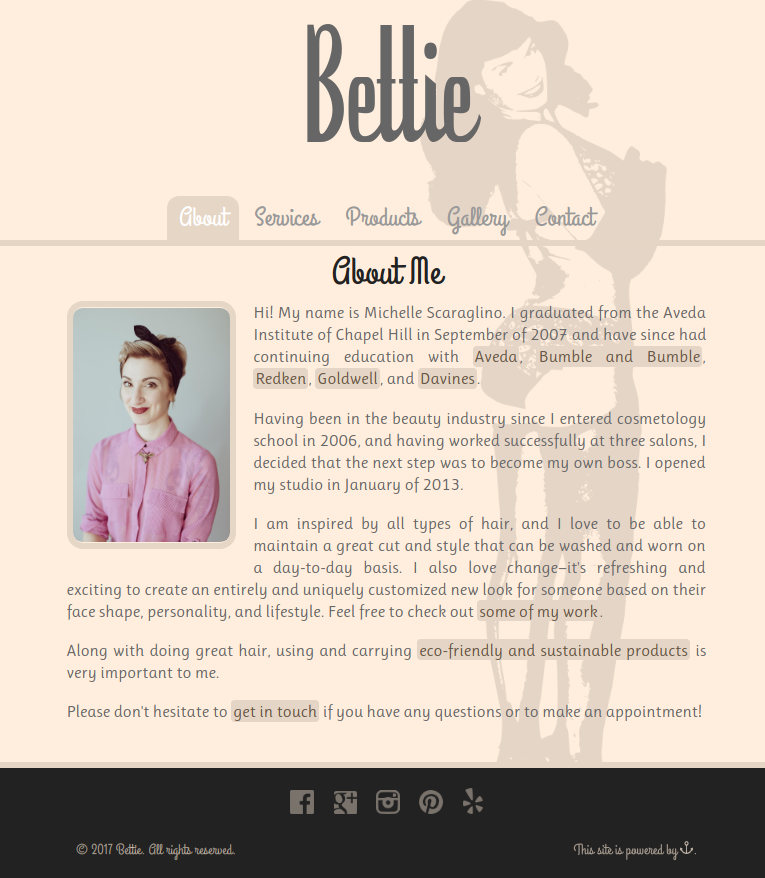 Bettie
About Services Products Gallery Contact
About Me
Hi! My name is Michelle Scaraglino. I graduated from the Aveda
Institute of Chapel Hill in September of 2007 and have since had
continuing education with Aveda, Bumble and Bumble,
Redken, Goldwell, and Davines.
Having been in the beauty industry since I entered cosmetology
school in 2006, and having worked successfully at three salons, I
decided that the next step was to become my own boss. I opened
my studio in January of 2013.
I am inspired by all types of hair, and I love to be able to
maintain a great cut and style that can be washed and worn on
a day-to-day basis. I also love change—it's refreshing and
exciting to create an entirely and uniquely customized new look for someone based on their
face shape, personality, and lifestyle. Feel free to check out some of my work.
Along with doing great hair, using and carrying eco-friendly and sustainable products is
very important to me.
Please don't hesitate to get in touch if you have any questions or to make an appointment!
© 2017 Bettie. All rights reserved. This site is powered by ⚓.